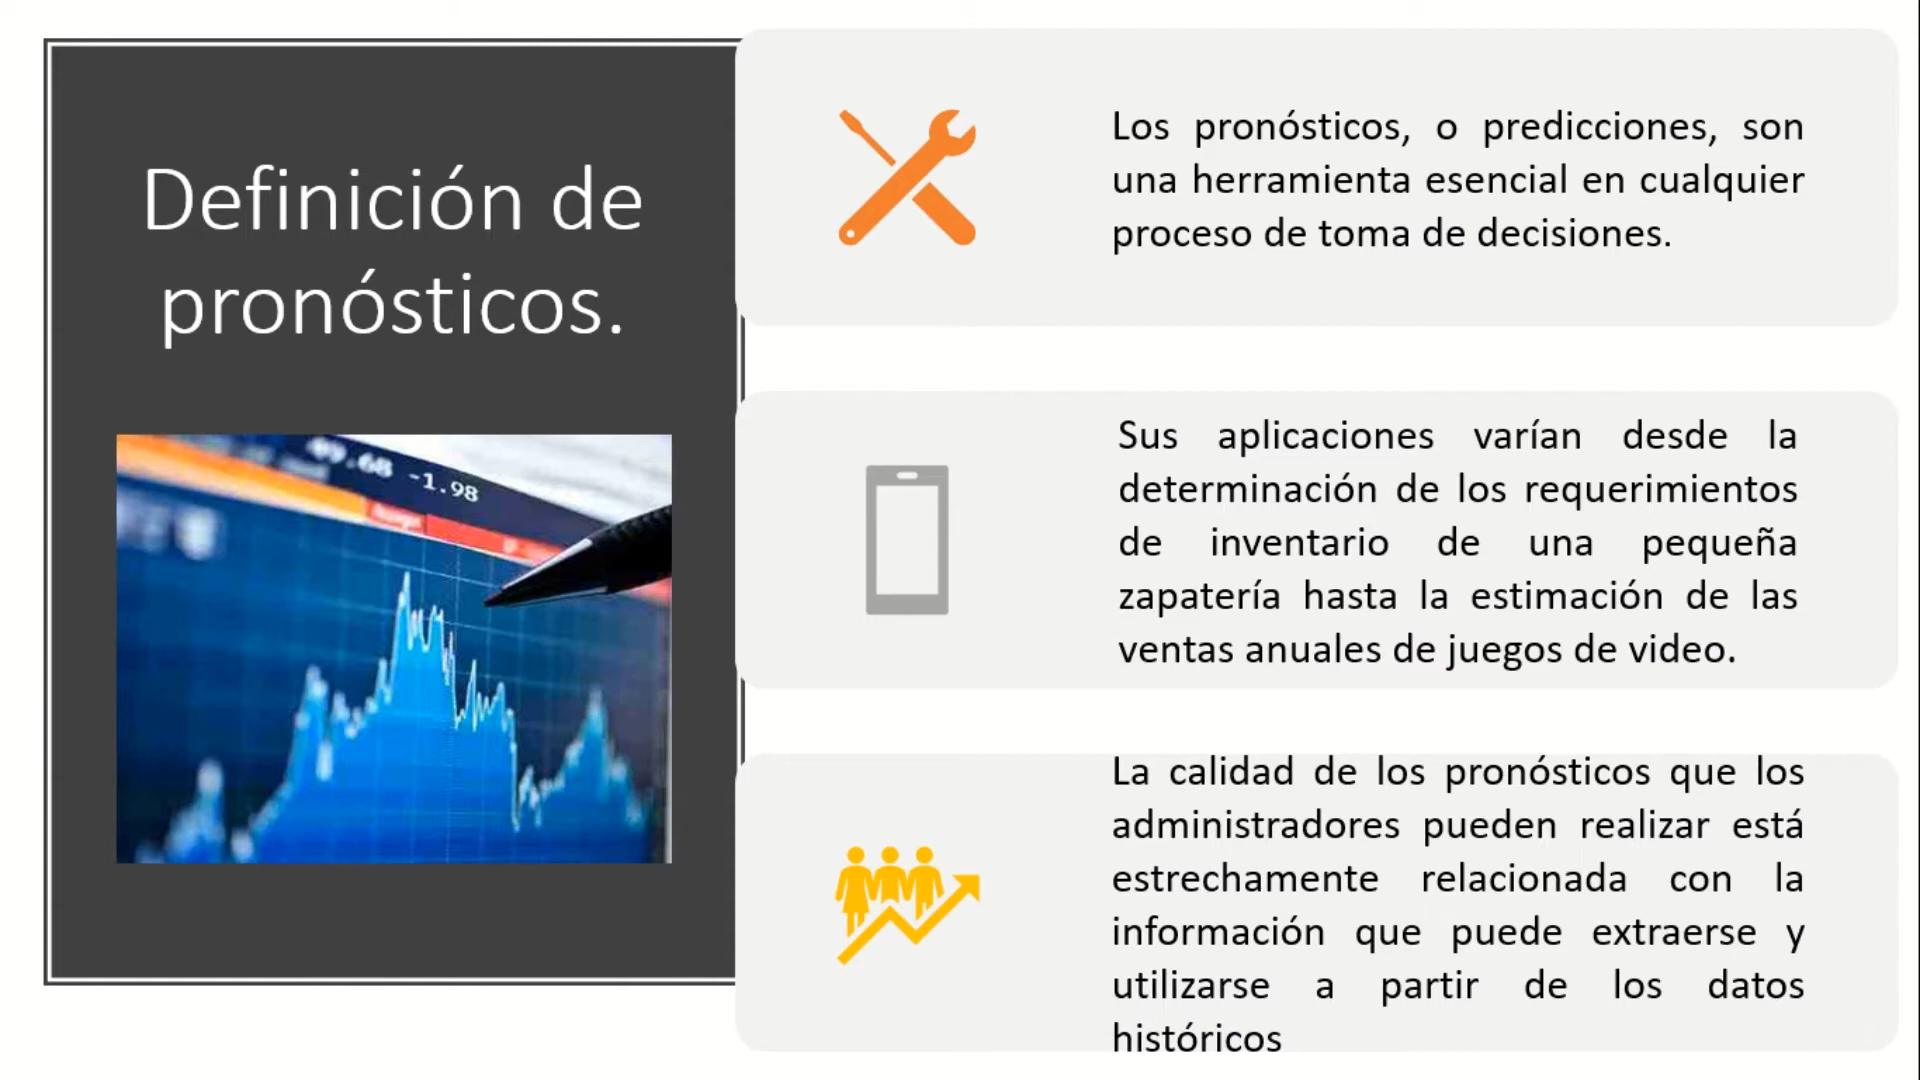 Definición de
pronósticos.
-1.98
Los pronósticos, o predicciones, son
una herramienta esencial en cualquier
proceso de toma de decisiones.
Sus aplicaciones varían desde la
determinación de los requerimientos
de inventario de una pequeña
zapatería hasta la estimación de las
ventas anuales de juegos de video.
La calidad de los pronósticos que los
administradores pueden realizar está
estrechamente relacionada con la
información que puede extraerse y
utilizarse a partir de los datos
históricos